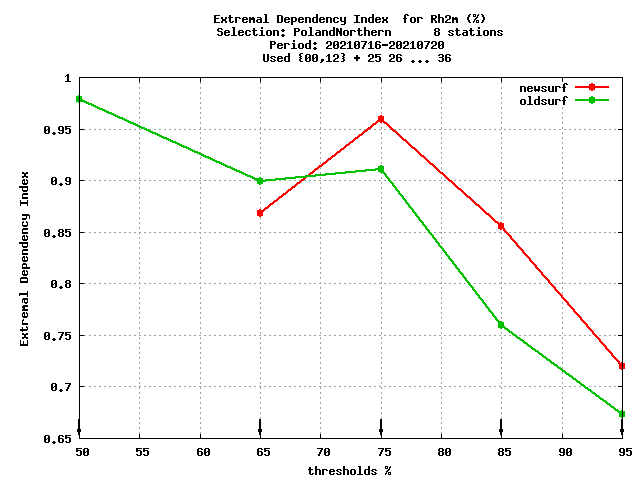 Extremal Dependency Index  for Rh2m (%)
Selection: PolandNorthern      8 stations
Period: 20210716-20210720
Used {00,12} + 25 26 ... 36
newsurf
oldsurf
1
0.95
0.9
0.85
0.8
0.75
0.7
0.65
Extremal Dependency Index
50 55 60 65 70 75 80 85 90 95
thresholds %